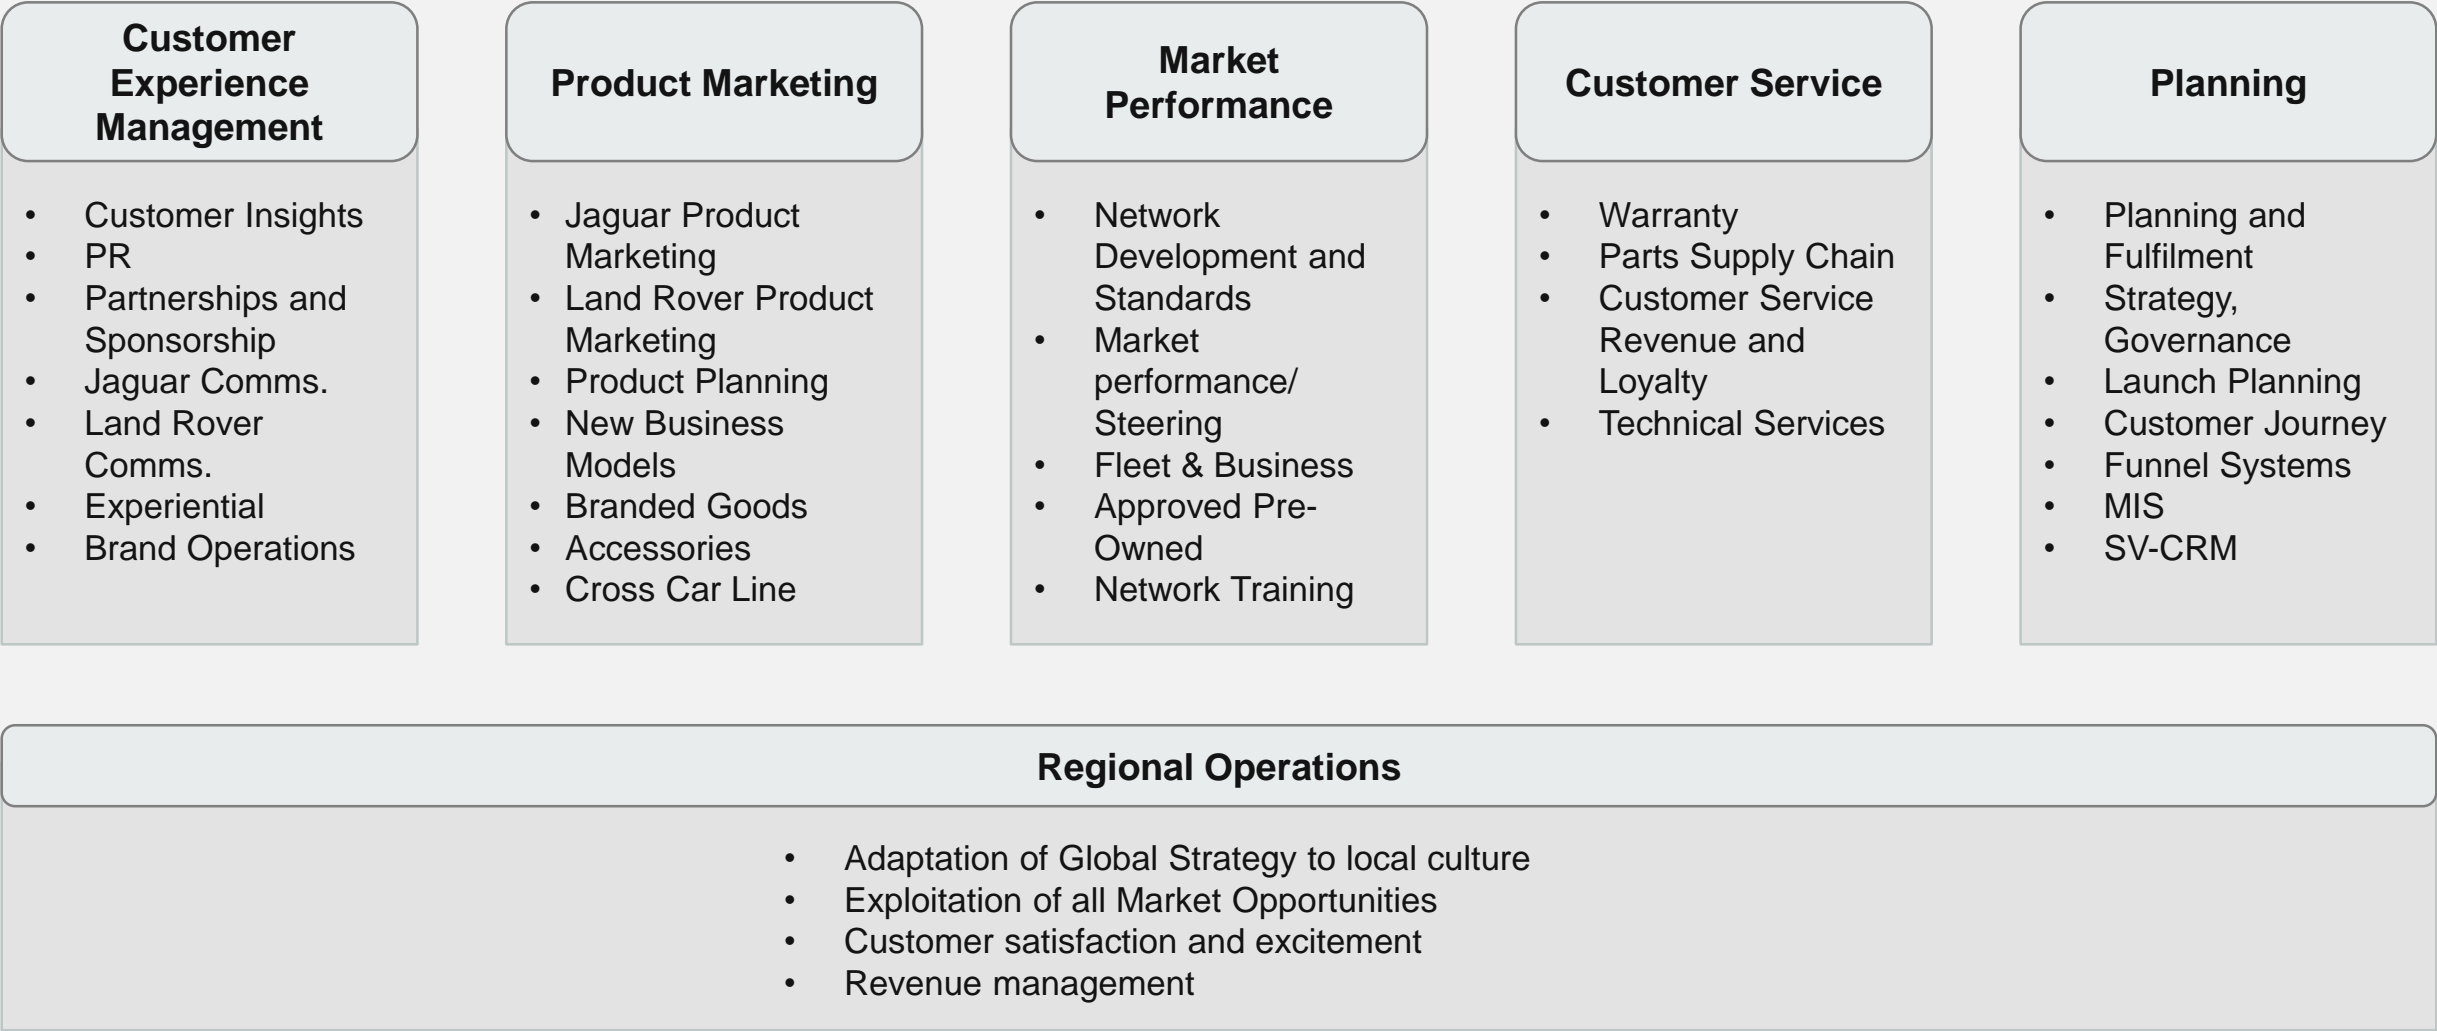 Customer
Experience
Management
• Customer Insights
• PR
• Partnerships and
Sponsorship
• Jaguar Comms.
• Land Rover
Comms.
• Experiential
• Brand Operations
Product Marketing
• Jaguar Product
Marketing
• Land Rover Product
Marketing
• Product Planning
• New Business
Models
• Branded Goods
• Accessories
• Cross Car Line
Market
Performance
• Network
Development and
Standards
• Market
performance/
Steering
• Fleet & Business
• Approved Pre-
Owned
• Network Training
Customer Service
• Warranty
• Parts Supply Chain
• Customer Service
Revenue and
Loyalty
• Technical Services
Planning
• Planning and
Fulfilment
• Strategy,
Governance
• Launch Planning
• Customer Journey
• Funnel Systems
• MIS
• SV-CRM
Regional Operations
• Adaptation of Global Strategy to local culture
• Exploitation of all Market Opportunities
• Customer satisfaction and excitement
• Revenue management